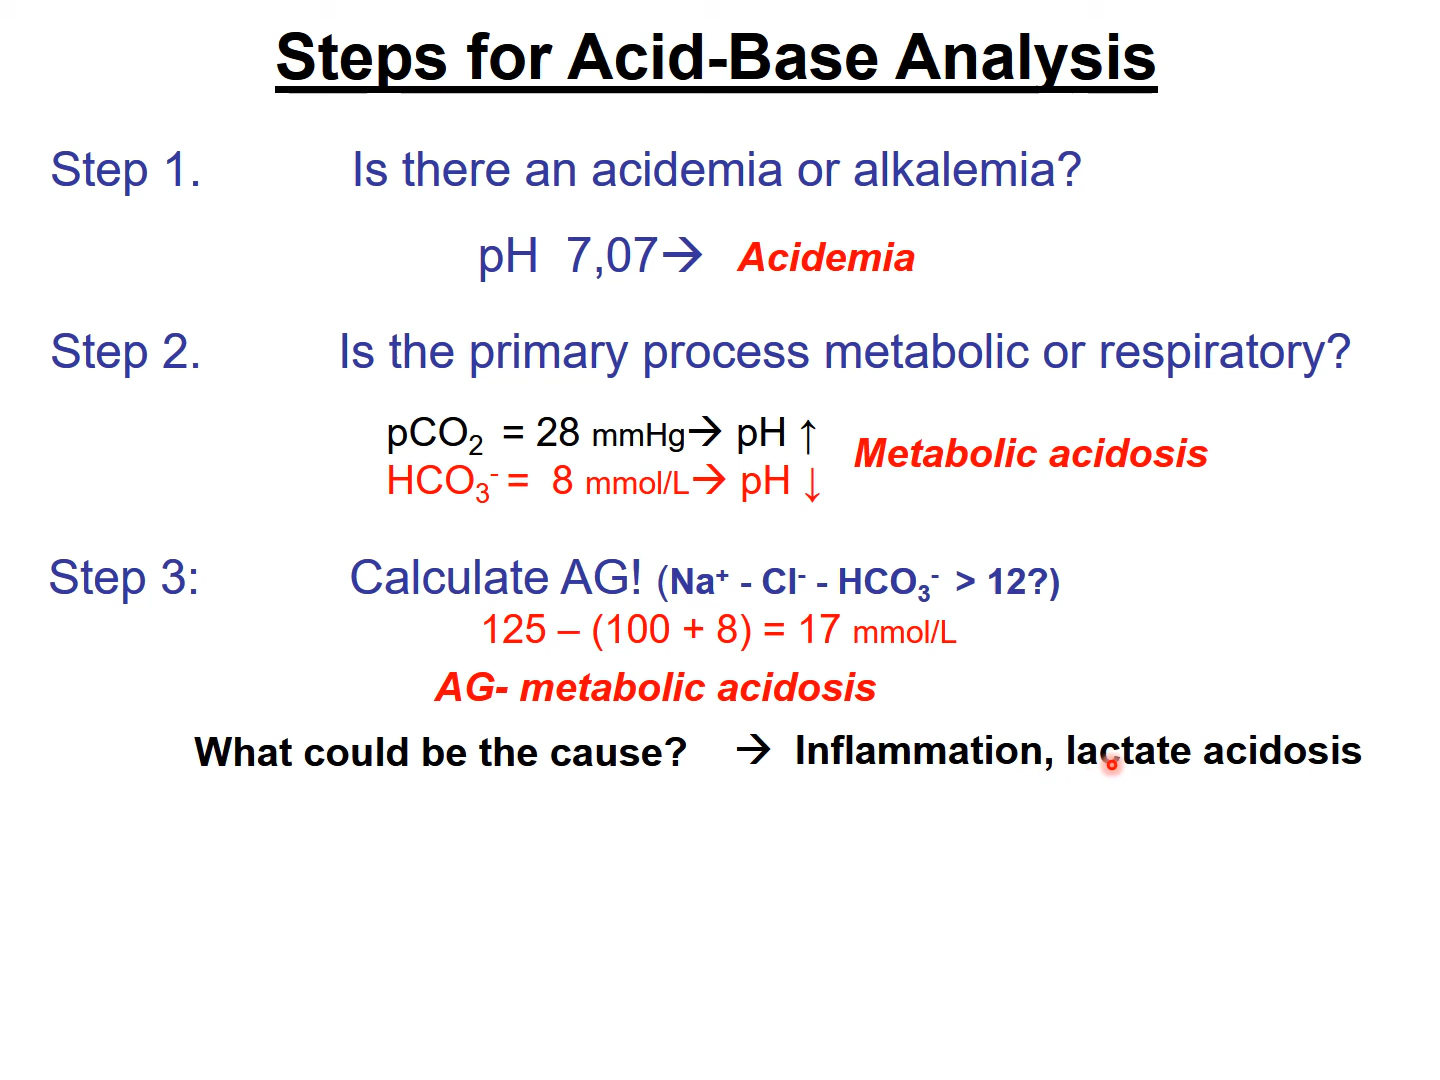 Steps for Acid-Base Analysis
Step 1. Is there an acidemia or alkalemia?
pH 7,07→ Acidemia
Step 2. Is the primary process metabolic or respiratory?
pCO₂ = 28 mmHg→ pH ↑
Metabolic acidosis
HCO₃⁻ = 8 mmol/L→ pH ↓
Step 3: Calculate AG! (Na⁺ - Cl⁻ - HCO₃⁻ > 12?)
125 – (100 + 8) = 17 mmol/L
AG- metabolic acidosis
What could be the cause? → Inflammation, lactate acidosis